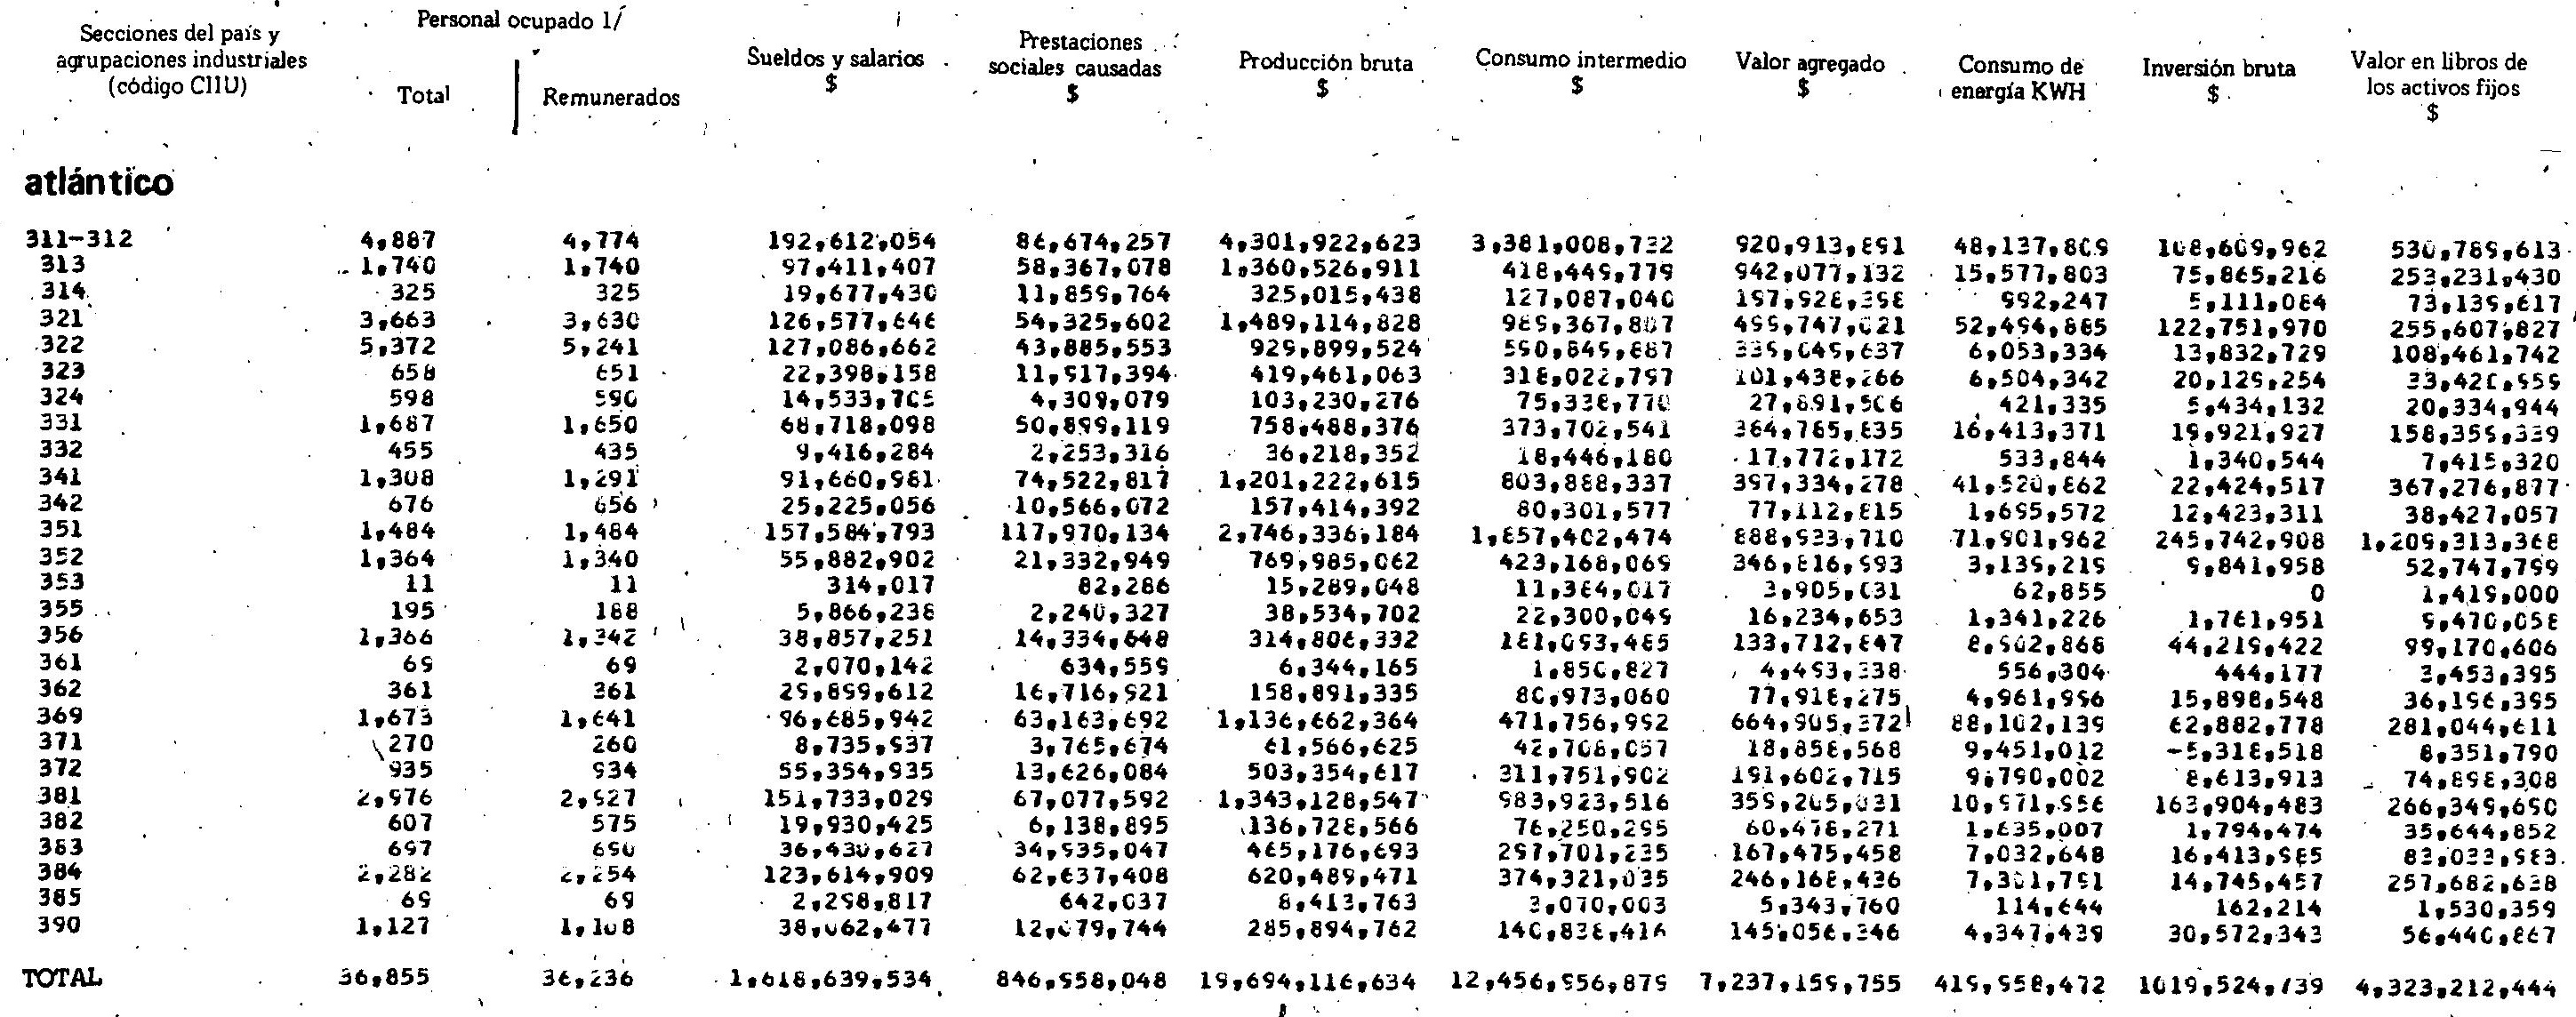 Personal ocupado 1/
Secciones del país y agrupaciones industriales (código CIIU) Total Remunerados Sueldos y salarios $ Prestaciones sociales causadas $ Producción bruta $ Consumo intermedio $ Valor agregado $ Consumo de energía KWH Inversión bruta $ Valor en libros de los activos fijos $
atlántico
311-312 4,887 4,774 192,612,054 86,674,257 4,301,922,623 3,381,008,732 920,913,891 48,137,809 108,609,962 530,789,613
313 1,740 1,740 97,411,407 58,367,078 1,360,526,911 418,449,779 942,077,132 15,577,803 75,865,216 253,231,430
314 325 325 19,677,430 11,859,764 325,015,438 127,087,040 197,928,398 992,247 5,111,084 73,139,617
321 3,663 3,630 126,577,646 54,325,602 1,489,114,828 989,367,807 499,747,021 52,494,885 122,751,970 255,607,827
322 5,372 5,241 127,086,662 43,885,553 929,899,524 590,849,887 339,049,637 6,053,334 13,832,729 108,461,742
323 658 651 22,398,158 11,917,394 419,461,063 318,022,797 101,438,266 6,504,342 20,129,254 33,420,959
324 598 590 14,533,705 4,309,079 103,230,276 75,338,770 27,891,506 421,335 5,434,132 20,334,944
331 1,687 1,650 68,718,098 50,899,119 758,488,376 373,702,541 384,785,835 16,413,371 19,921,927 158,359,339
332 455 435 9,416,284 2,253,316 36,218,352 18,446,180 17,772,172 533,844 1,340,544 7,415,320
341 1,308 1,291 91,660,981 74,522,817 1,201,222,615 803,888,337 397,334,278 41,520,862 22,424,517 367,276,877
342 676 656 25,225,056 10,566,072 157,414,392 80,301,577 77,112,815 1,695,572 12,423,311 38,427,057
351 1,484 1,484 157,584,793 117,970,134 2,746,336,184 1,857,402,474 888,933,710 71,901,962 245,742,908 1,209,313,368
352 1,364 1,340 55,882,902 21,332,949 769,985,062 423,168,069 346,816,993 3,139,219 9,841,958 52,747,799
353 11 11 314,017 82,286 15,289,048 11,384,017 3,905,031 62,855 0 1,419,000
355 195 188 5,866,238 2,240,327 38,534,702 22,300,049 16,234,653 1,341,226 1,761,951 9,470,058
356 1,366 1,342 38,857,251 14,334,648 314,806,332 181,093,485 133,712,847 8,902,868 44,219,422 99,170,606
361 69 69 2,070,142 634,559 6,344,165 1,850,827 4,493,338 556,304 444,177 3,453,395
362 361 361 29,899,612 16,716,921 158,891,335 80,973,060 77,918,275 4,961,996 15,898,548 36,196,395
369 1,673 1,641 96,685,942 63,163,692 1,136,662,364 471,756,992 664,905,372 88,102,139 62,882,778 281,044,611
371 270 260 8,735,937 3,765,674 61,566,625 42,708,057 18,858,568 9,451,012 -5,318,518 8,351,790
372 935 934 55,354,935 13,626,084 503,354,617 311,751,902 191,602,715 9,790,002 8,613,913 74,898,308
381 2,976 2,927 151,733,029 67,077,592 1,343,128,547 983,923,516 359,205,031 10,971,956 163,904,483 266,349,690
382 607 575 19,930,425 6,138,895 136,728,566 76,250,295 60,478,271 1,635,007 1,794,474 35,644,852
383 697 690 36,430,627 34,935,047 465,176,693 297,701,235 167,475,458 7,032,648 16,413,985 83,033,983
384 2,282 2,254 123,614,909 62,637,408 620,489,471 374,321,035 246,168,436 7,301,791 14,745,457 257,682,638
385 69 69 2,298,817 642,037 8,413,763 3,070,003 5,343,760 114,644 162,214 1,530,359
390 1,127 1,108 38,062,477 12,079,744 285,894,762 140,838,416 145,056,346 4,347,439 30,572,343 56,440,867
TOTAL 36,855 36,236 1,618,639,534 846,958,048 19,694,116,634 12,456,956,879 7,237,159,755 419,958,472 1019,524,739 4,323,212,444